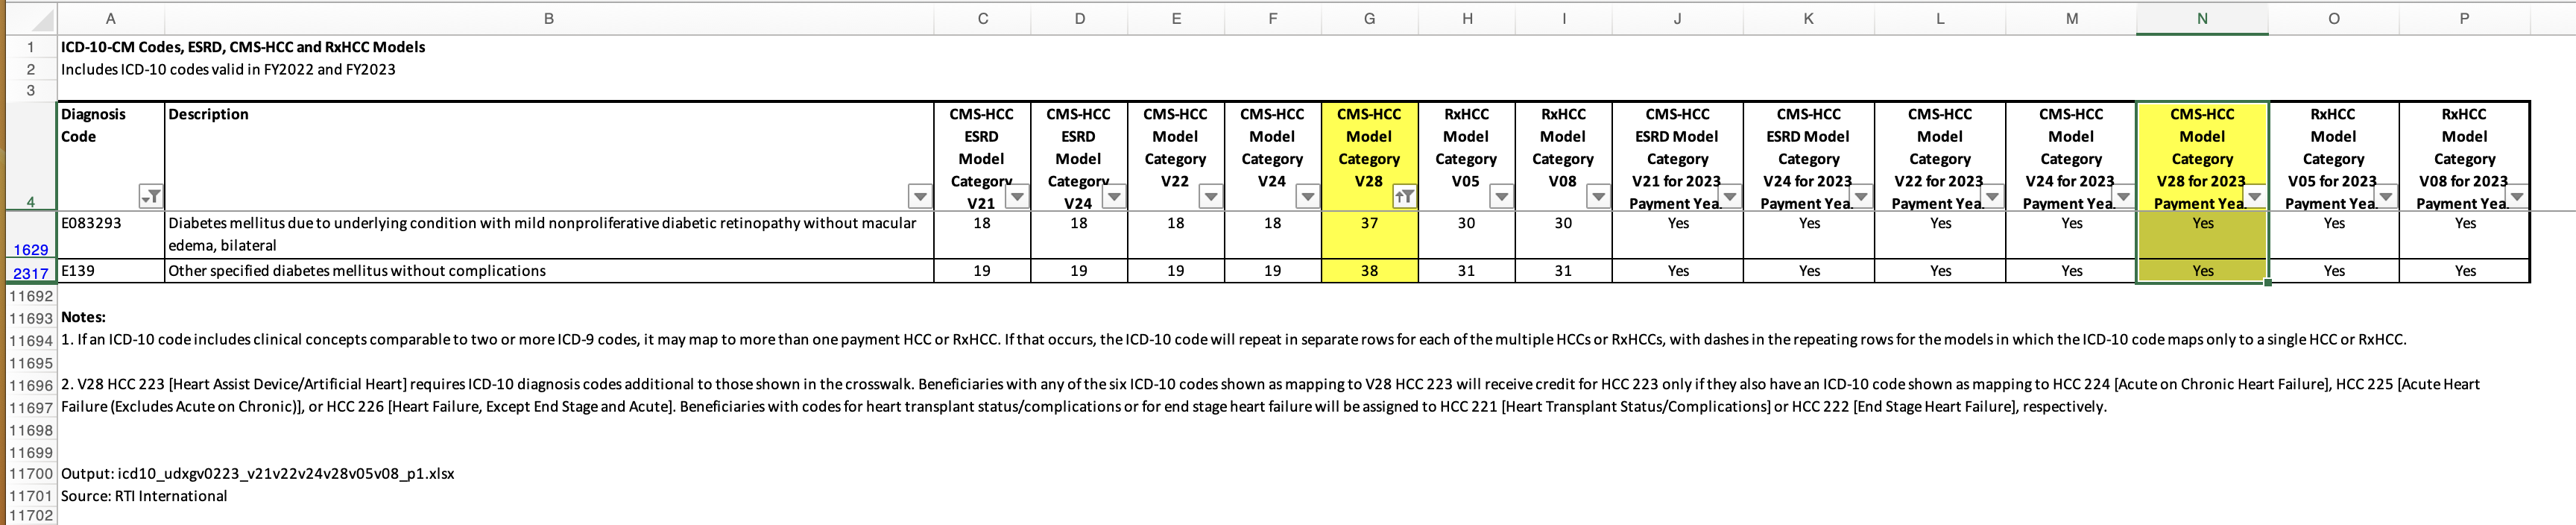 A B C D E F G H I J K L M N O P
1 ICD-10-CM Codes, ESRD, CMS-HCC and RxHCC Models
2 Includes ICD-10 codes valid in FY2022 and FY2023
3
4
Diagnosis
Code
Description
CMS-HCC
ESRD
Model
Category
V21
CMS-HCC
ESRD
Model
Category
V24
CMS-HCC
Model
Category
V22
CMS-HCC
Model
Category
V24
CMS-HCC
Model
Category
V28
RxHCC
Model
Category
V05
RxHCC
Model
Category
V08
CMS-HCC
ESRD Model
Category
V21 for 2023
Payment Yea
CMS-HCC
ESRD Model
Category
V24 for 2023
Payment Yea
CMS-HCC
Model
Category
V22 for 2023
Payment Yea
CMS-HCC
Model
Category
V24 for 2023
Payment Yea
CMS-HCC
Model
Category
V28 for 2023
Payment Yea
RxHCC
Model
Category
V05 for 2023
Payment Yea
RxHCC
Model
Category
V08 for 2023
Payment Yea
1629 E083293 Diabetes mellitus due to underlying condition with mild nonproliferative diabetic retinopathy without macular 18 18 18 18 37 30 30 Yes Yes Yes Yes Yes Yes Yes
edema, bilateral
2317 E139 Other specified diabetes mellitus without complications 19 19 19 19 38 31 31 Yes Yes Yes Yes Yes Yes Yes
11692
11693 Notes:
11694 1. If an ICD-10 code includes clinical concepts comparable to two or more ICD-9 codes, it may map to more than one payment HCC or RxHCC. If that occurs, the ICD-10 code will repeat in separate rows for each of the multiple HCCs or RxHCCs, with dashes in the repeating rows for the models in which the ICD-10 code maps only to a single HCC or RxHCC.
11695
11696 2. V28 HCC 223 [Heart Assist Device/Artificial Heart] requires ICD-10 diagnosis codes additional to those shown in the crosswalk. Beneficiaries with any of the six ICD-10 codes shown as mapping to V28 HCC 223 will receive credit for HCC 223 only if they also have an ICD-10 code shown as mapping to HCC 224 [Acute on Chronic Heart Failure], HCC 225 [Acute Heart
11697 Failure (Excludes Acute on Chronic)], or HCC 226 [Heart Failure, Except End Stage and Acute]. Beneficiaries with codes for heart transplant status/complications or for end stage heart failure will be assigned to HCC 221 [Heart Transplant Status/Complications] or HCC 222 [End Stage Heart Failure], respectively.
11698
11699
11700 Output: icd10_udxgv0223_v21v22v24v28v05v08_p1.xlsx
11701 Source: RTI International
11702